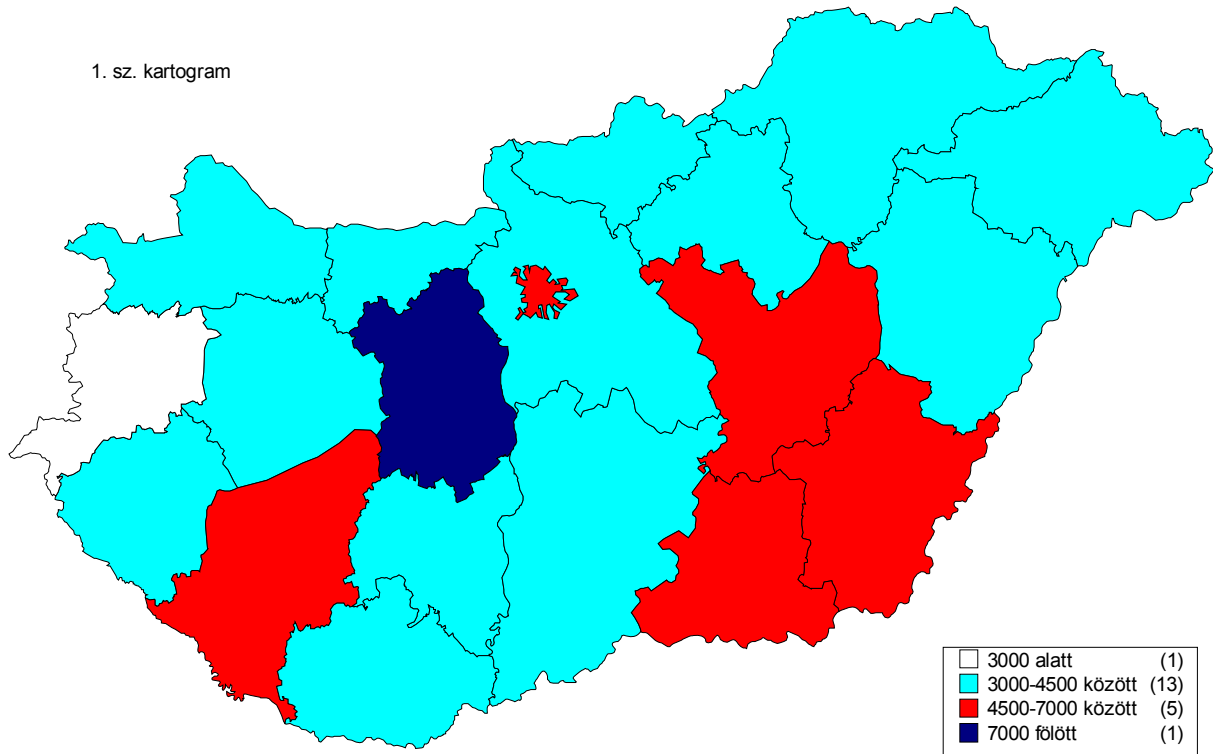 1. sz. kartogram
3000 alatt (1)
3000-4500 között (13)
4500-7000 között (5)
7000 fölött (1)